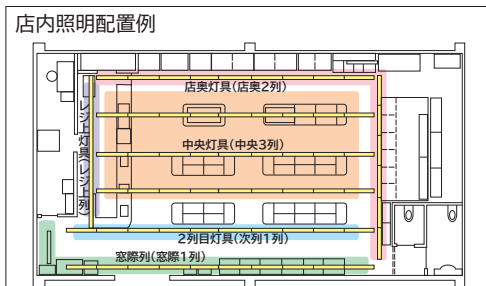 店内照明配置例
店奥灯具(店奥2列)
レジ上灯具(レジ上列)
中央灯具(中央3列)
2列目灯具(次列1列)
窓際列(窓際1列)